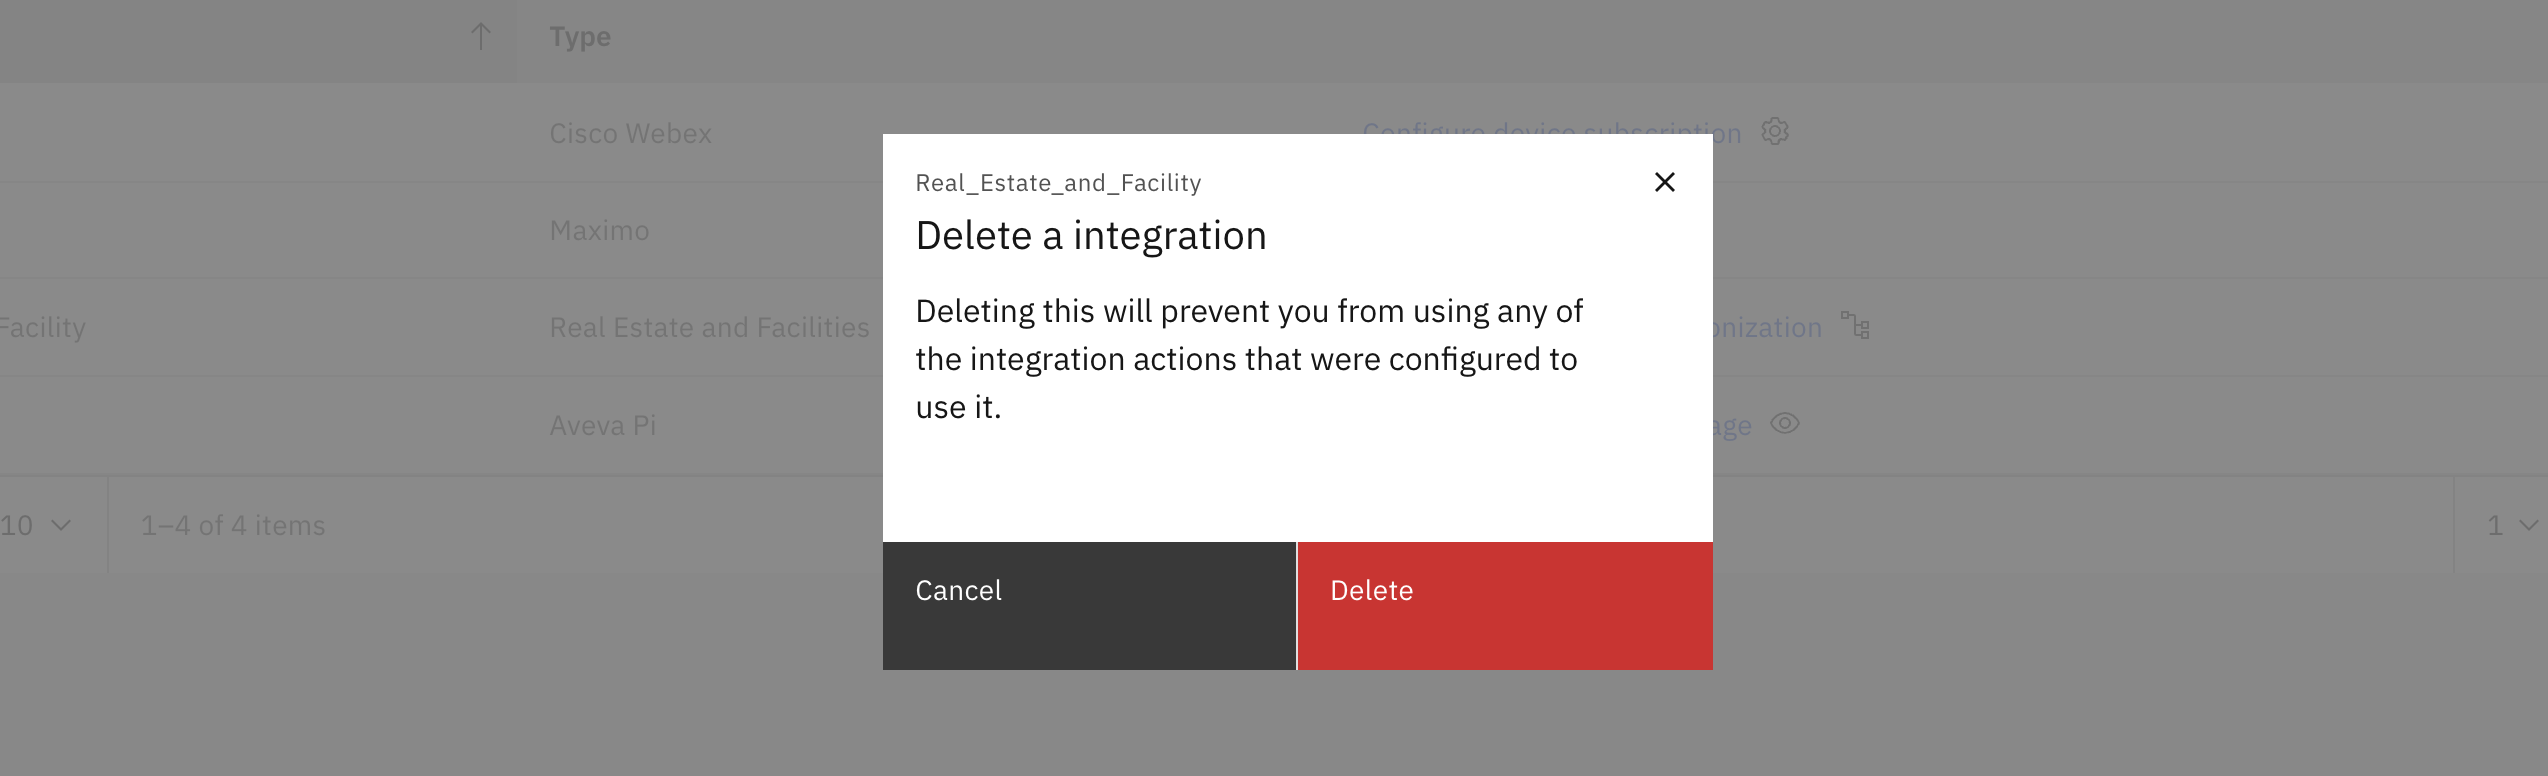 Type
Cisco Webex
Configure device subscription
Maximo
Facility
Real Estate and Facilities
Aveva Pi
10
1–4 of 4 items
1
Real_Estate_and_Facility
Delete a integration
Deleting this will prevent you from using any of
the integration actions that were configured to
use it.
Cancel
Delete